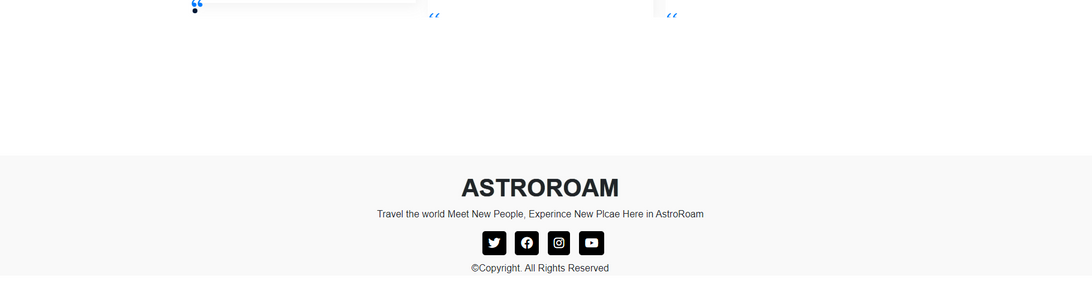 “
“ “
ASTROROAM
Travel the world Meet New People, Experince New Plcae Here in AstroRoam
©Copyright. All Rights Reserved